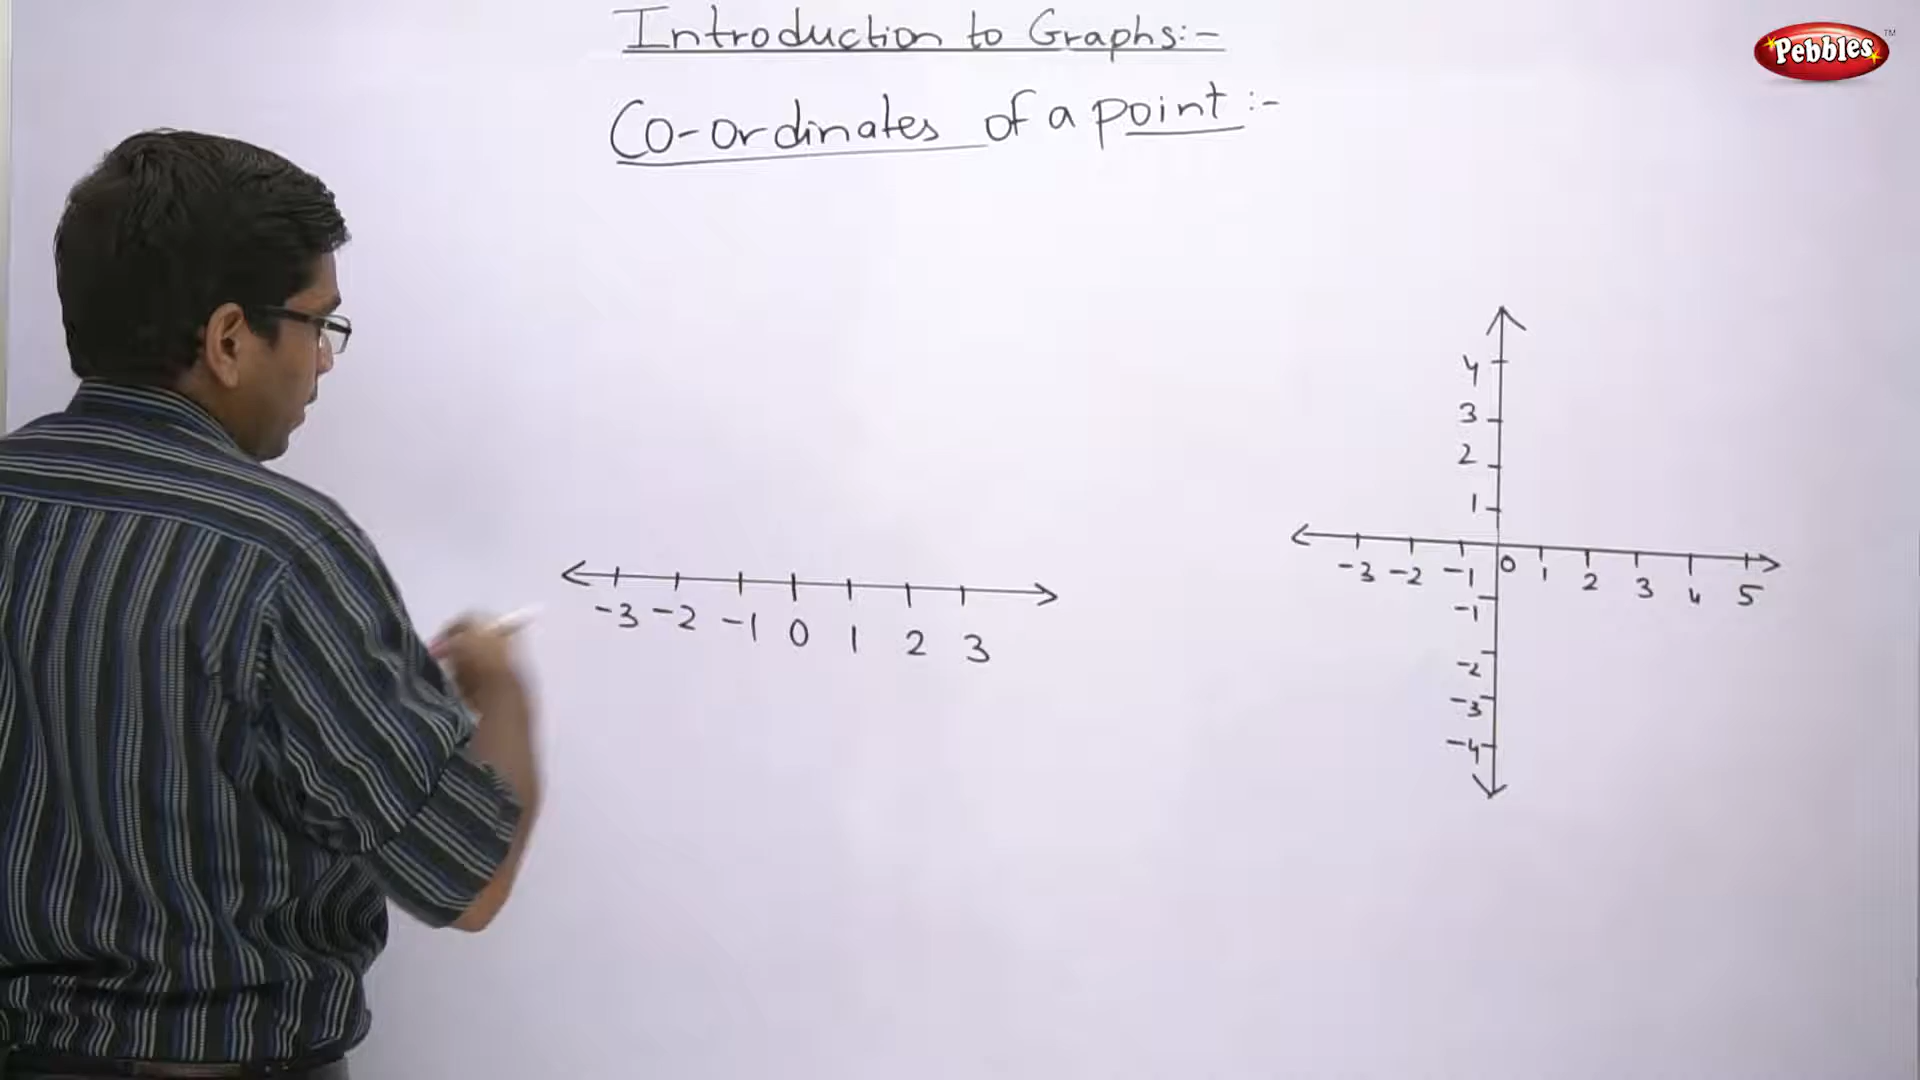 Introduction to Graphs:-
Co-ordinates of a point:-
Pebbles TM
-3 -2 -1 0 1 2 3
4
3
2
1
-3 -2 -1 0 1 2 3 4 5
-1
-2
-3
-4